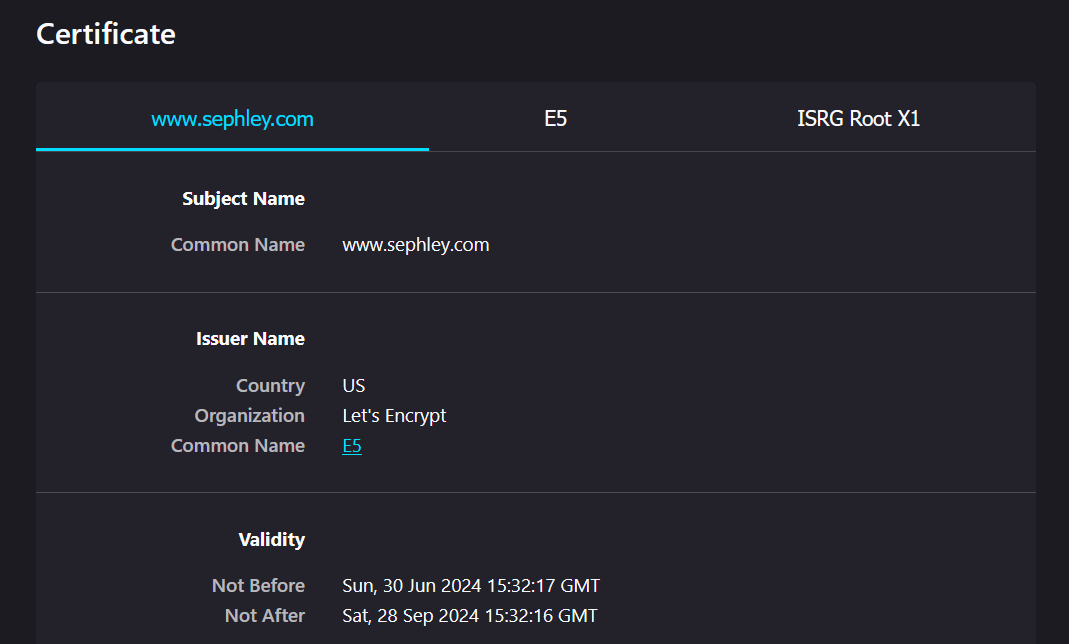 Certificate
www.sephley.com E5 ISRG Root X1
Subject Name
Common Name www.sephley.com
Issuer Name
Country US
Organization Let's Encrypt
Common Name E5
Validity
Not Before Sun, 30 Jun 2024 15:32:17 GMT
Not After Sat, 28 Sep 2024 15:32:16 GMT